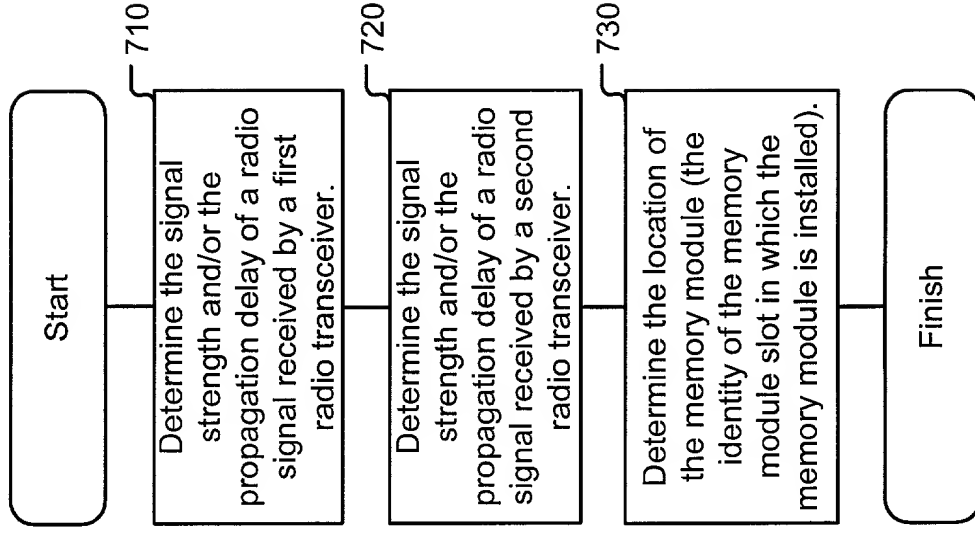 Start
710
Determine the signal
strength and/or the
propagation delay of a radio
signal received by a first
radio transceiver.
720
Determine the signal
strength and/or the
propagation delay of a radio
signal received by a second
radio transceiver.
730
Determine the location of
the memory module (the
identity of the memory
module slot in which the
memory module is installed).
Finish